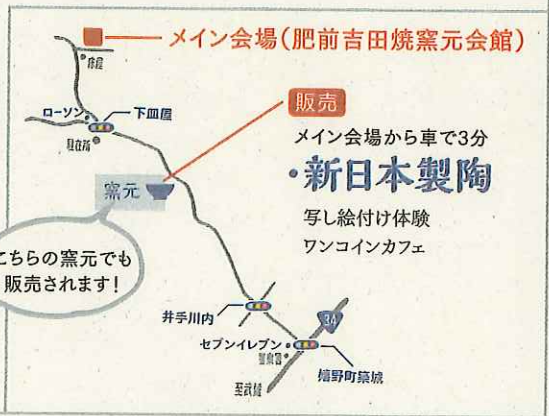 メイン会場(肥前吉田焼窯元会館)
ローソン
下皿屋
駐在所
窯元
こちらの窯元でも
販売されます!
販売
メイン会場から車で3分
・新日本製陶
写し絵付け体験
ワンコインカフェ
井手川内
セブンイレブン
34
嬉野町築城
至武雄